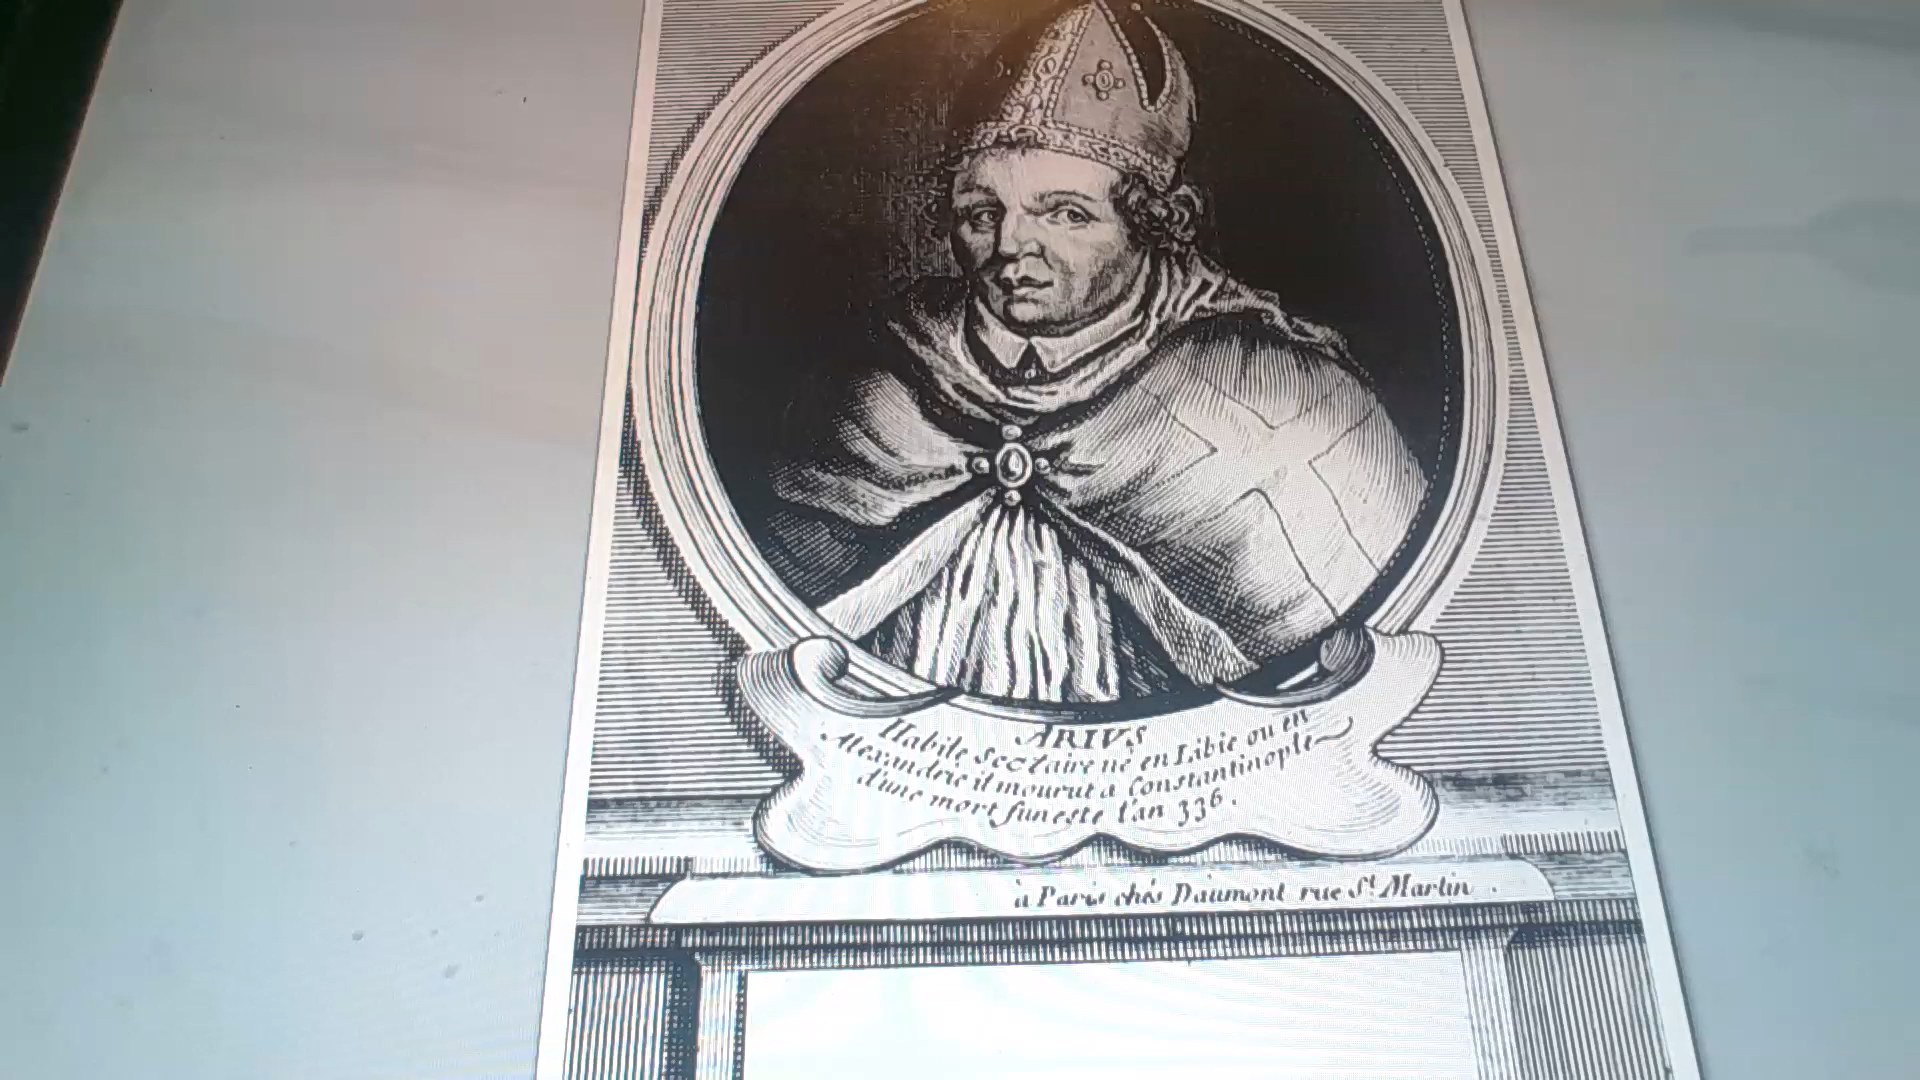 ARIVS
Habile Sectaire né en Libie ou en
Alexandrie il mourut a Constantinople
d'une mort funeste l'an 336.
à Paris chés Daumont rue St. Martin.